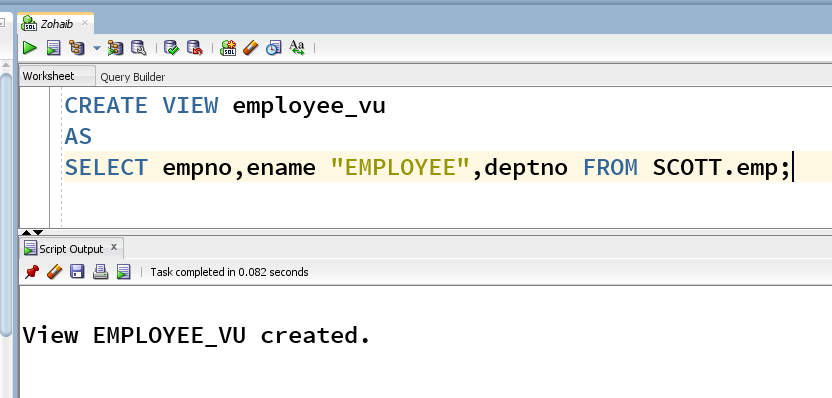 Zohaib
Worksheet Query Builder
CREATE VIEW employee_vu
AS
SELECT empno,ename "EMPLOYEE",deptno FROM SCOTT.emp;
Script Output
Task completed in 0.082 seconds
View EMPLOYEE_VU created.